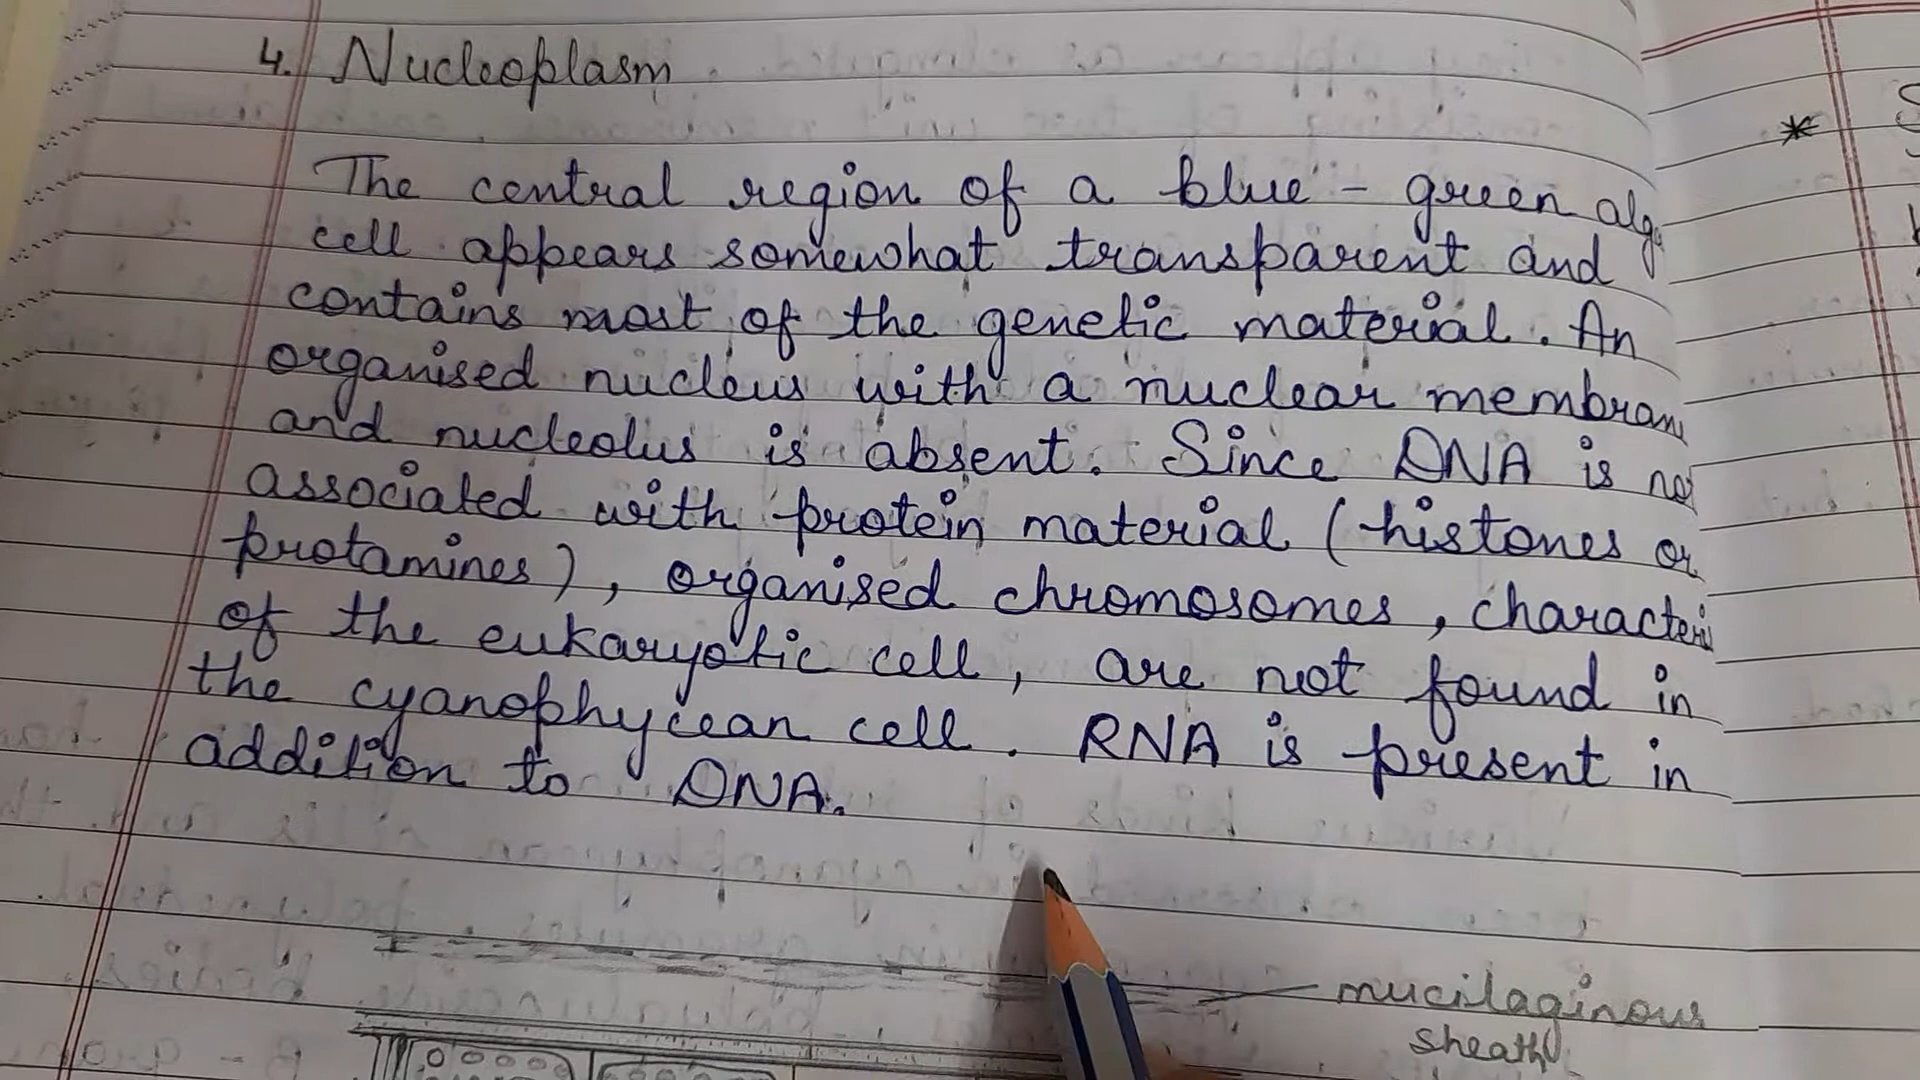 4. Nucleoplasm
*
The central region of a blue - green alg
cell appears somewhat transparent and
contains most of the genetic material. An
organised nucleus with a nuclear membran
and nucleolus is absent. Since DNA is not
associated with protein material (histones or
protamines), organised chromosomes, characteris
of the eukaryotic cell, are not found in
the cyanophycean cell. RNA is present in
addition to DNA.
mucilaginous
sheath